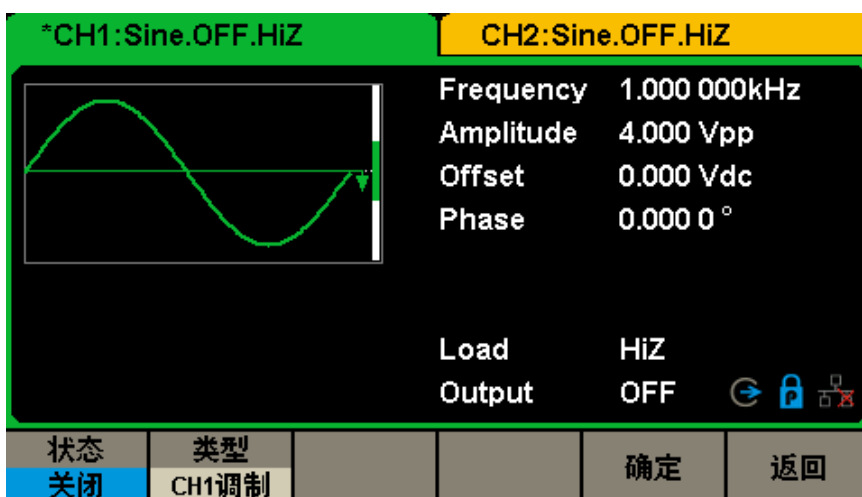 *CH1:Sine.OFF.HiZ CH2:Sine.OFF.HiZ
Frequency 1.000 000kHz
Amplitude 4.000 Vpp
Offset 0.000 Vdc
Phase 0.000 0 °
Load HiZ
Output OFF P
状态 类型 确定 返回
关闭 CH1调制